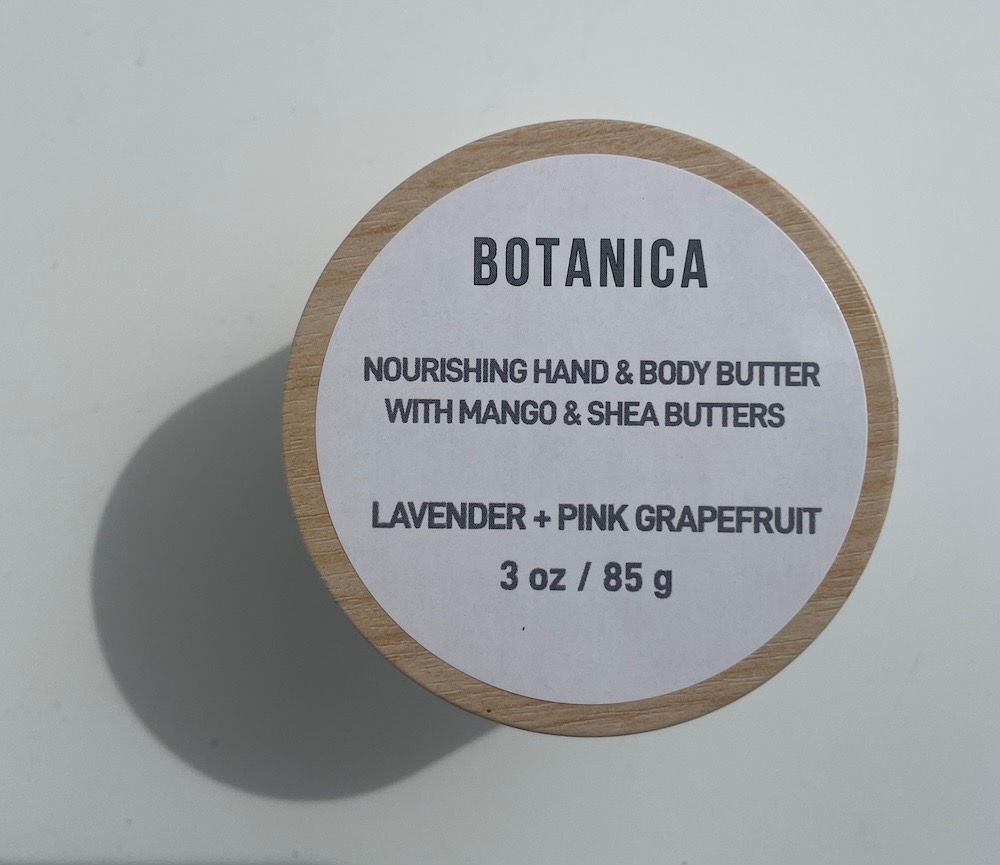 BOTANICA
NOURISHING HAND & BODY BUTTER
WITH MANGO & SHEA BUTTERS
LAVENDER + PINK GRAPEFRUIT
3 oz / 85 g